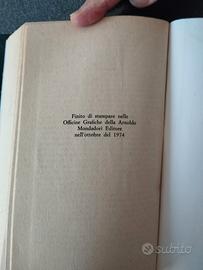 Finito di stampare nelle
Officine Grafiche della Arnoldo
Mondadori Editore
nell'ottobre del 1974
subito